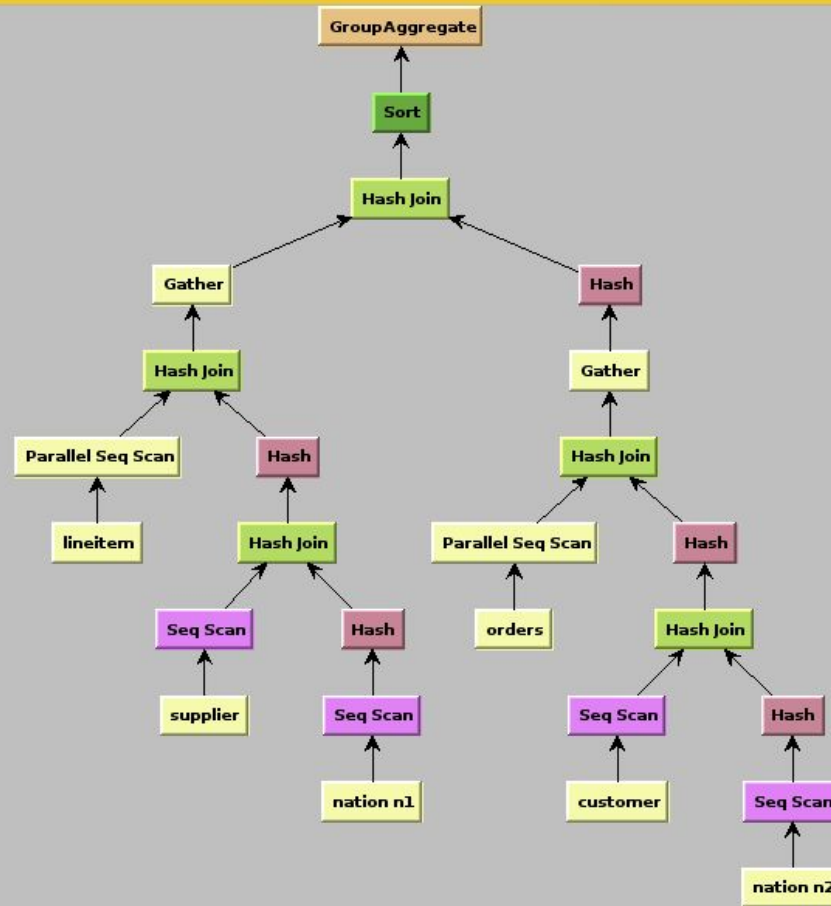 GroupAggregate
Sort
Hash Join
Gather
Hash
Hash Join
Gather
Parallel Seq Scan
Hash
Hash Join
lineitem
Hash Join
Parallel Seq Scan
Hash
Seq Scan
Hash
orders
Hash Join
supplier
Seq Scan
Seq Scan
Hash
nation n1
customer
Seq Scan
nation n2